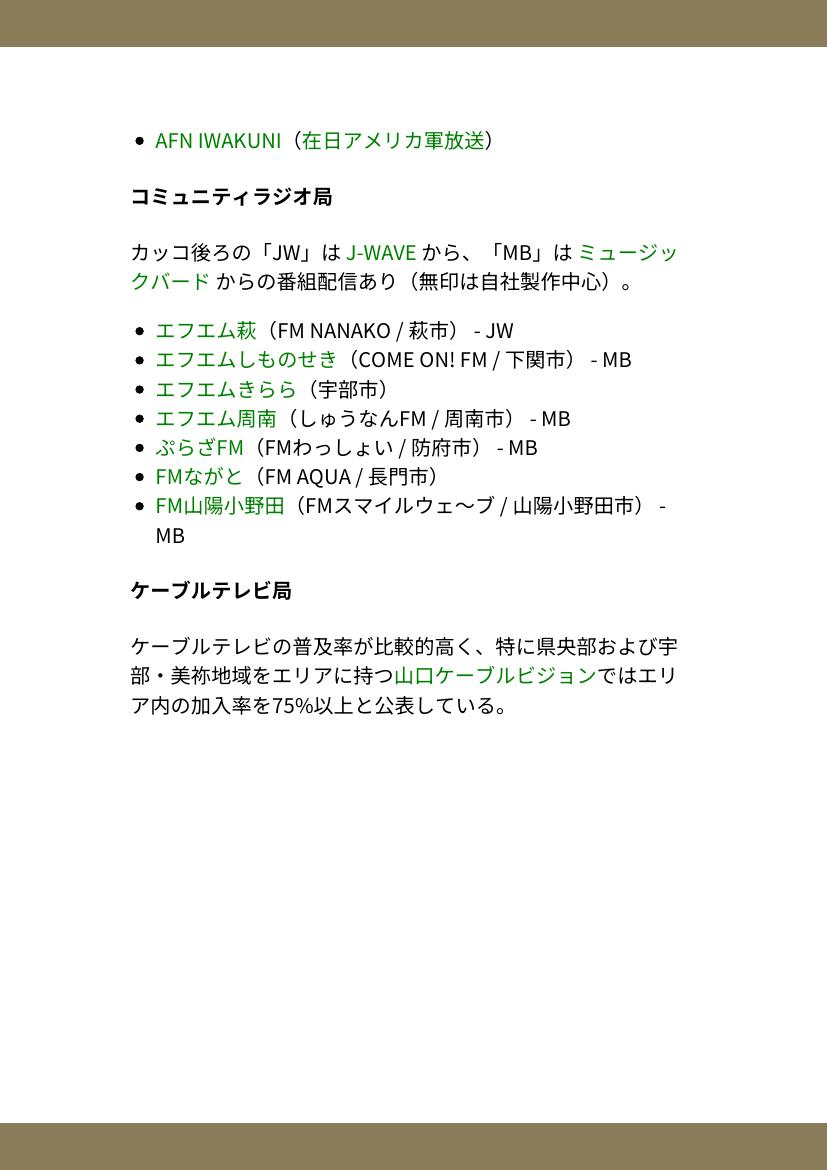 • AFN IWAKUNI（在日アメリカ軍放送）
コミュニティラジオ局
カッコ後ろの「JW」は J-WAVE から、「MB」は ミュージッ
クバード からの番組配信あり（無印は自社製作中心）。
• エフエム萩（FM NANAKO / 萩市） - JW
• エフエムしものせき（COME ON! FM / 下関市） - MB
• エフエムきらら（宇部市）
• エフエム周南（しゅうなんFM / 周南市） - MB
• ぷらざFM（FMわっしょい / 防府市） - MB
• FMながと（FM AQUA / 長門市）
• FM山陽小野田（FMスマイルウェ〜ブ / 山陽小野田市） -
MB
ケーブルテレビ局
ケーブルテレビの普及率が比較的高く、特に県央部および宇
部・美祢地域をエリアに持つ山口ケーブルビジョンではエリ
ア内の加入率を75%以上と公表している。